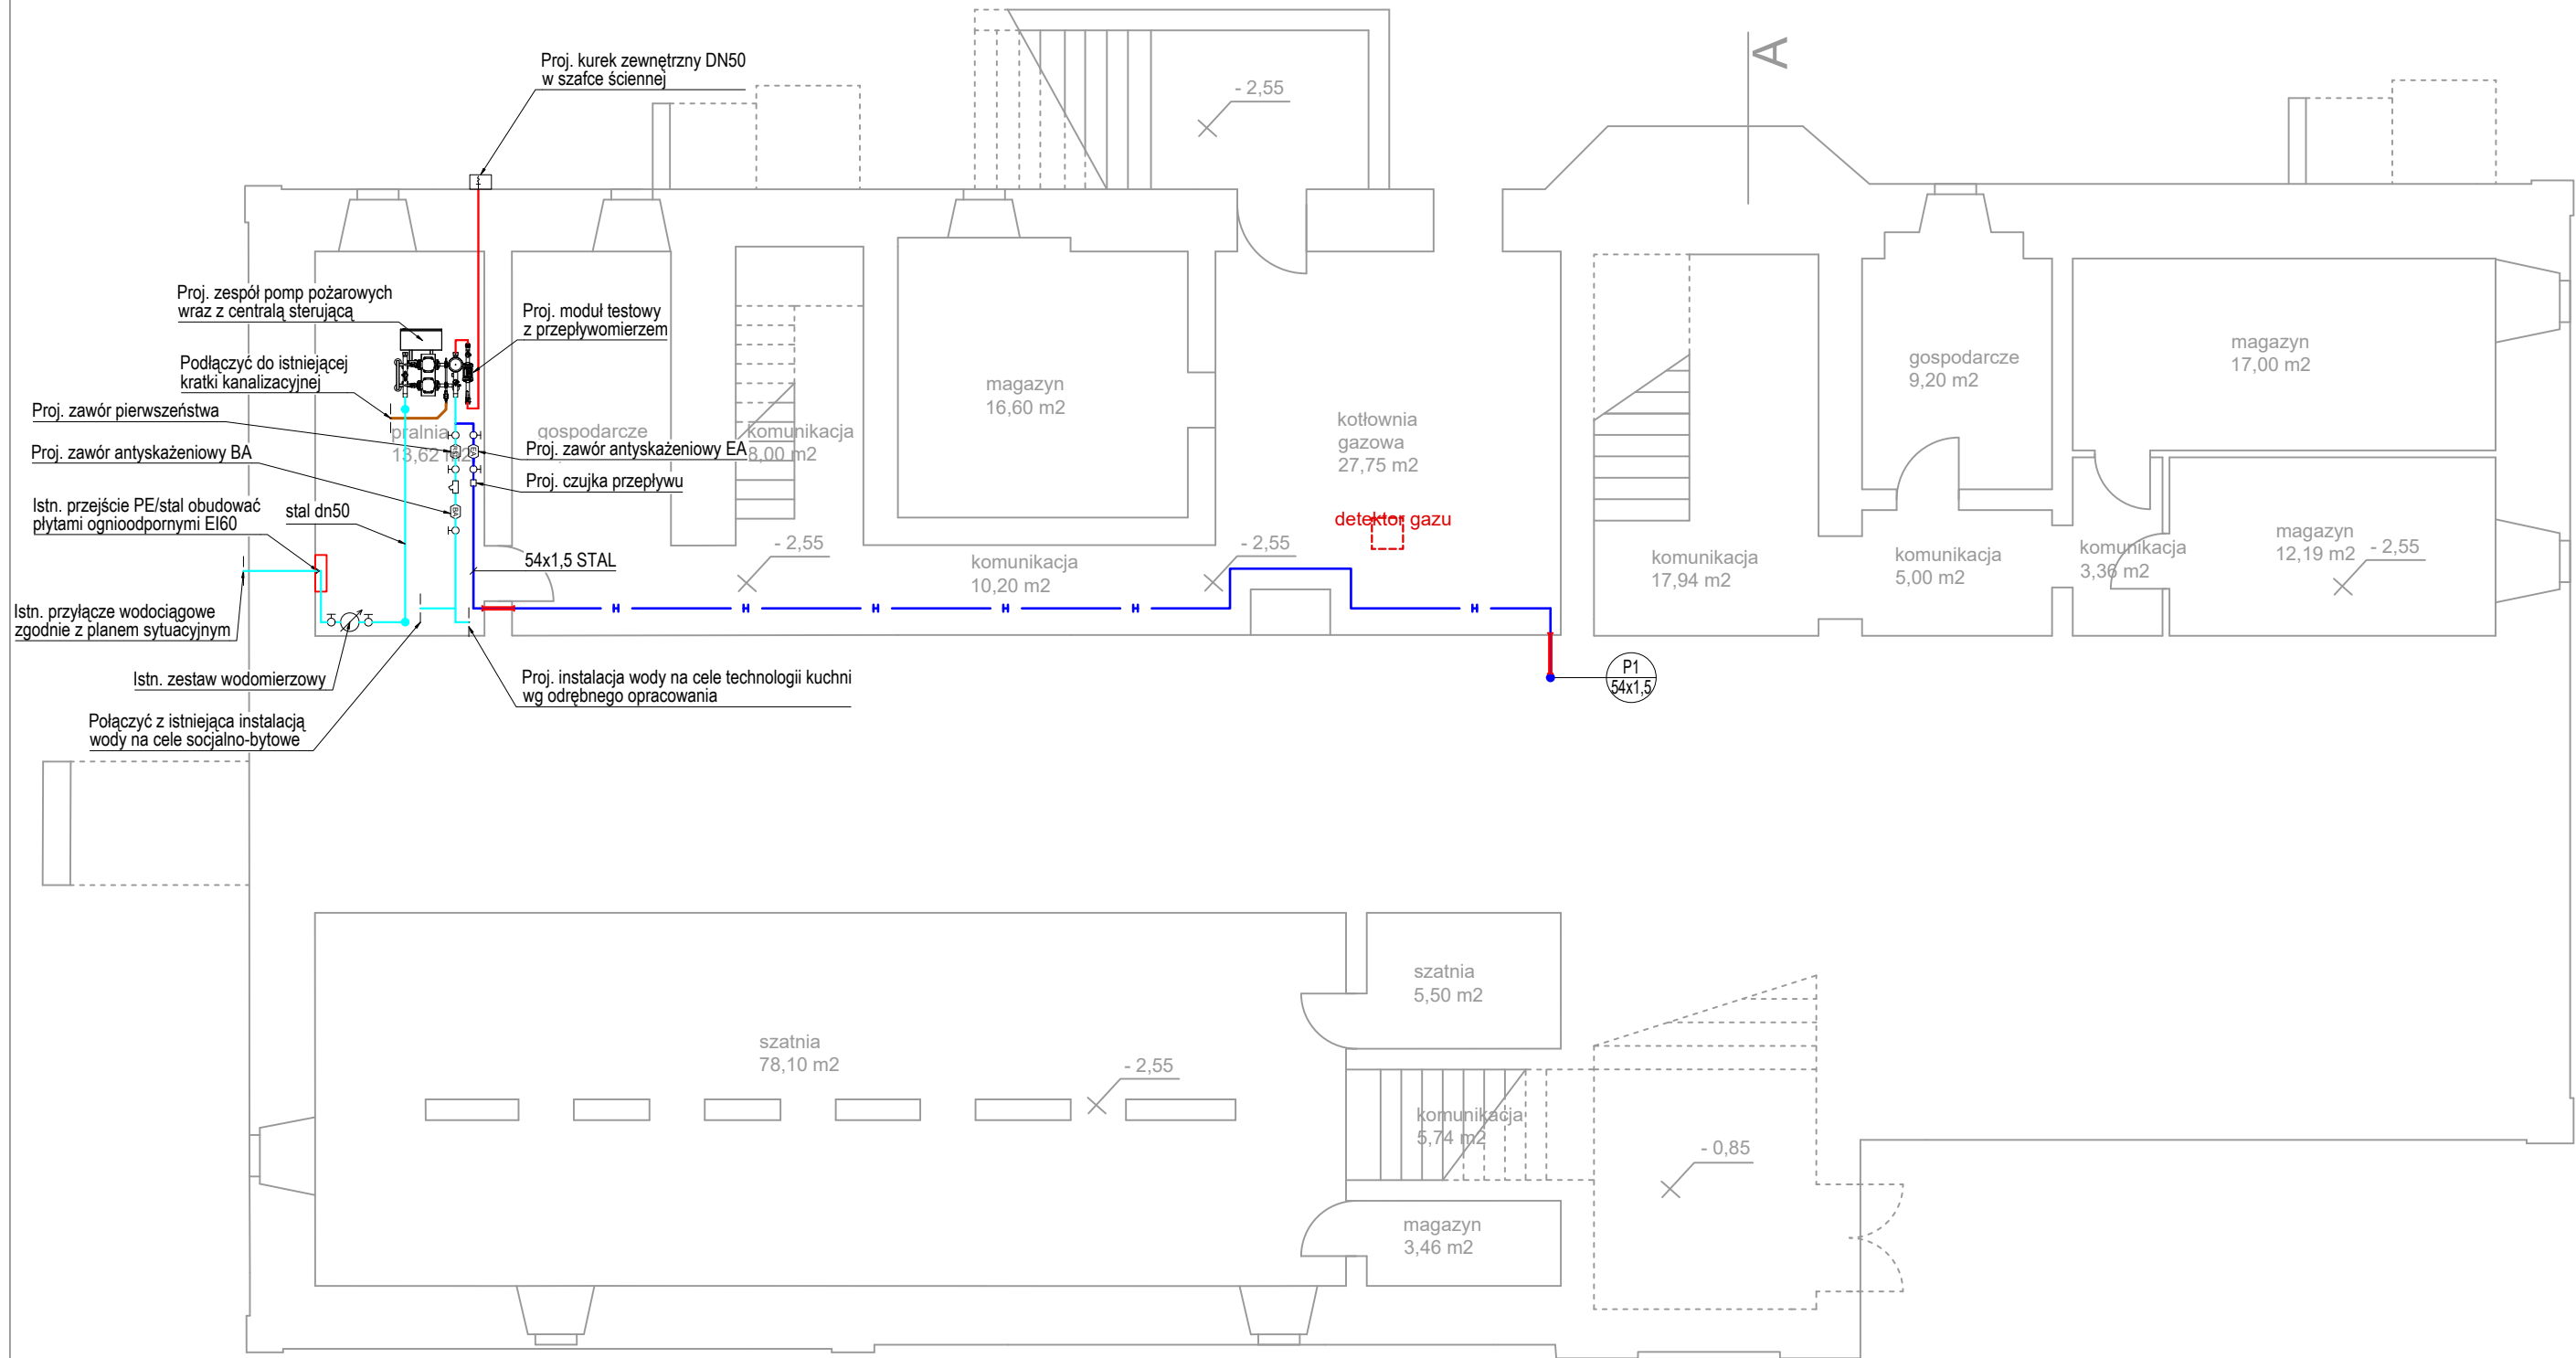 Proj. kurek zewnętrzny DN50
w szafce ściennej
- 2,55
A
Proj. zespół pomp pożarowych
wraz z centralą sterującą
Proj. moduł testowy
z przepływomierzem
Podłączyć do istniejącej
kratki kanalizacyjnej
Proj. zawór pierwszeństwa
Proj. zawór antyskażeniowy BA
Istn. przejście PE/stal obudować
płytami ognioodpornymi EI60
stal dn50
Istn. przyłącze wodociągowe
zgodnie z planem sytuacyjnym
Istn. zestaw wodomierzowy
Połączyć z istniejąca instalacją
wody na cele socjalno-bytowe
pralnia
13,62 m2
gospodarcze
komunikacja
8,00 m2
Proj. zawór antyskażeniowy EA
Proj. czujka przepływu
EA
BA
54x1,5 STAL
- 2,55
Proj. instalacja wody na cele technologii kuchni
wg odrębnego opracowania
magazyn
16,60 m2
komunikacja
10,20 m2
- 2,55
kotłownia
gazowa
27,75 m2
detektor gazu
H
H
H
H
H
H
P1
54x1,5
komunikacja
17,94 m2
gospodarcze
9,20 m2
komunikacja
5,00 m2
magazyn
17,00 m2
komunikacja
3,36 m2
magazyn
12,19 m2
- 2,55
szatnia
78,10 m2
- 2,55
szatnia
5,50 m2
komunikacja
5,74 m2
- 0,85
magazyn
3,46 m2